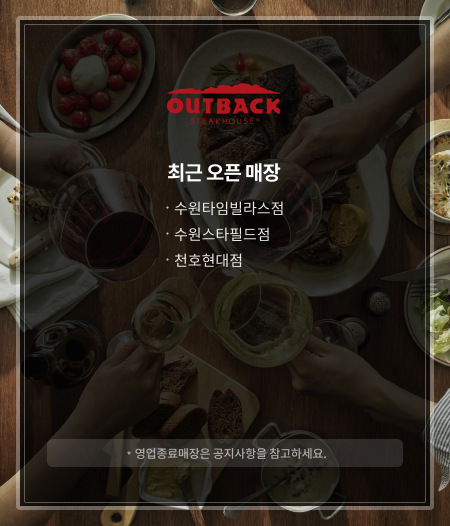 OUTBACK
STEAKHOUSE
최근 오픈 매장
· 수원타임빌라스점
· 수원스타필드점
· 천호현대점
* 영업종료매장은 공지사항을 참고하세요.